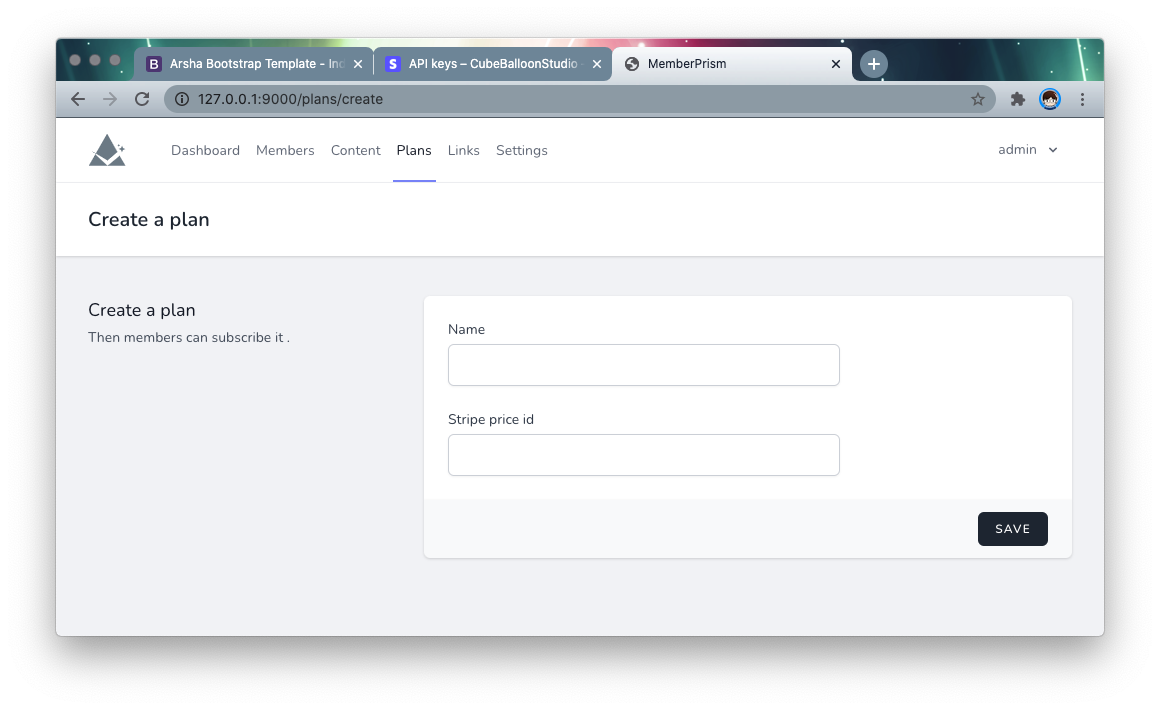 B Arsha Bootstrap Template - Ind
S API keys – CubeBalloonStudio -
MemberPrism
127.0.0.1:9000/plans/create
Dashboard Members Content Plans Links Settings admin
Create a plan
Create a plan
Then members can subscribe it .
Name
Stripe price id
SAVE